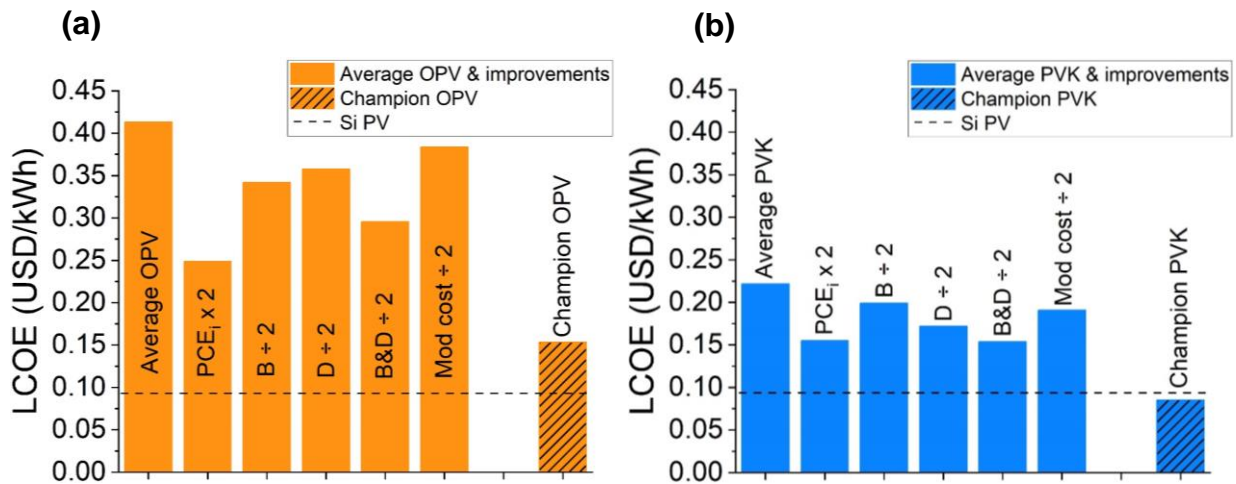 (a)
Average OPV & improvements
Champion OPV
Si PV
LCOE (USD/kWh)
0.45
0.40
0.35
0.30
0.25
0.20
0.15
0.10
0.05
0.00
Average OPV
PCEᵢ x 2
B ÷ 2
D ÷ 2
B&D ÷ 2
Mod cost ÷ 2
Champion OPV
(b)
Average PVK & improvements
Champion PVK
Si PV
LCOE (USD/kWh)
0.45
0.40
0.35
0.30
0.25
0.20
0.15
0.10
0.05
0.00
Average PVK
PCEᵢ x 2
B ÷ 2
D ÷ 2
B&D ÷ 2
Mod cost ÷ 2
Champion PVK